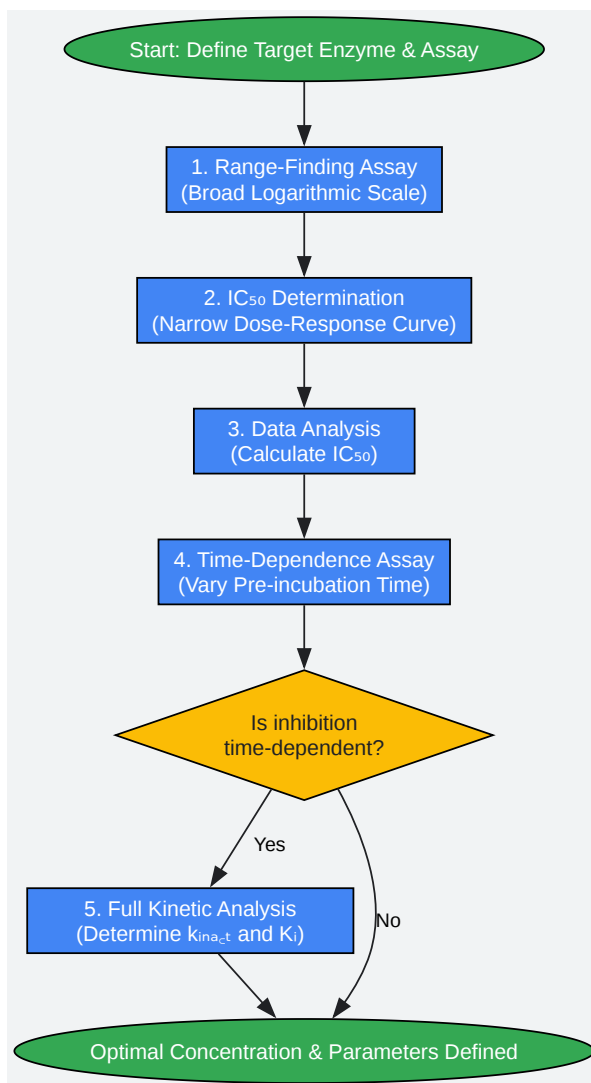 Start: Define Target Enzyme & Assay
1. Range-Finding Assay
(Broad Logarithmic Scale)
2. IC₅₀ Determination
(Narrow Dose-Response Curve)
3. Data Analysis
(Calculate IC₅₀)
4. Time-Dependence Assay
(Vary Pre-incubation Time)
Is inhibition
time-dependent?
Yes
5. Full Kinetic Analysis
(Determine kᵢₙₐ꜀ₜ and Kᵢ)
No
Optimal Concentration & Parameters Defined